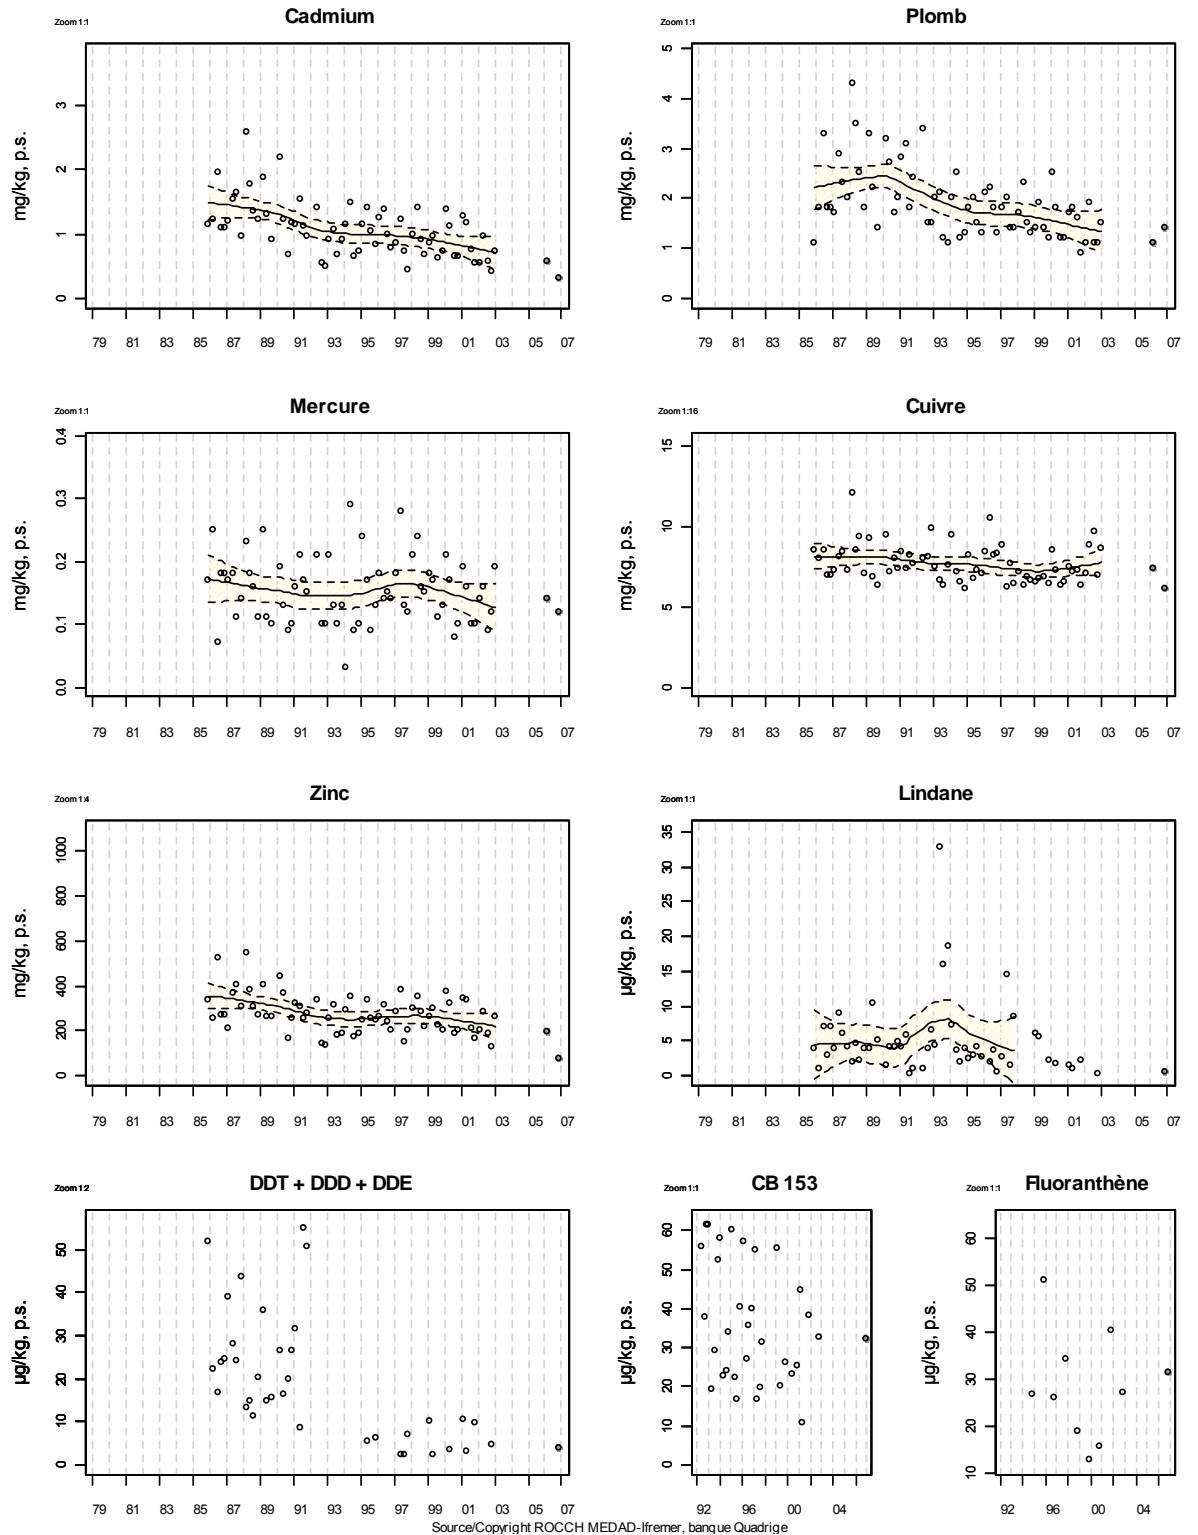 Zoom 1:1 Cadmium
Zoom 1:1 Plomb
mg/kg, p.s.
0 1 2 3
79 81 83 85 87 89 91 93 95 97 99 01 03 05 07
mg/kg, p.s.
0 1 2 3 4 5
79 81 83 85 87 89 91 93 95 97 99 01 03 05 07
Zoom 1:1 Mercure
Zoom 1:16 Cuivre
mg/kg, p.s.
0.0 0.1 0.2 0.3 0.4
79 81 83 85 87 89 91 93 95 97 99 01 03 05 07
mg/kg, p.s.
0 5 10 15
79 81 83 85 87 89 91 93 95 97 99 01 03 05 07
Zoom 1:4 Zinc
Zoom 1:1 Lindane
mg/kg, p.s.
0 200 400 600 800 1000
79 81 83 85 87 89 91 93 95 97 99 01 03 05 07
µg/kg, p.s.
0 5 10 15 20 25 30 35
79 81 83 85 87 89 91 93 95 97 99 01 03 05 07
Zoom 1:2 DDT + DDD + DDE
Zoom 1:1 CB 153
Zoom 1:1 Fluoranthène
µg/kg, p.s.
0 10 20 30 40 50
79 81 83 85 87 89 91 93 95 97 99 01 03 05 07
µg/kg, p.s.
0 10 20 30 40 50 60
92 96 00 04
µg/kg, p.s.
10 20 30 40 50 60
92 96 00 04
Source/Copyright ROCCH MEDAD-Ifremer, banque Quadrige